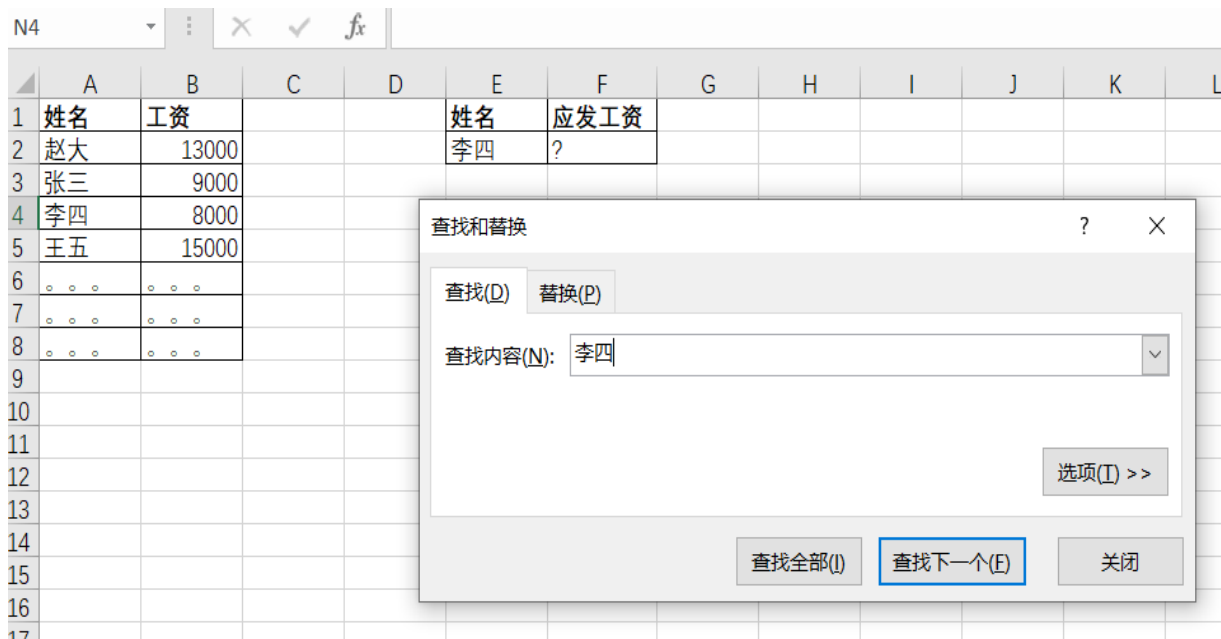 N4 fx
A B C D E F G H I J K L
1 姓名 工资 姓名 应发工资
2 赵大 13000 李四 ?
3 张三 9000
4 李四 8000
5 王五 15000
6 。。。 。。。
7 。。。 。。。
8 。。。 。。。
9
10
11
12
13
14
15
16
17
查找和替换 ? ×
查找(D) 替换(P)
查找内容(N): 李四
选项(T) >>
查找全部(I) 查找下一个(F) 关闭